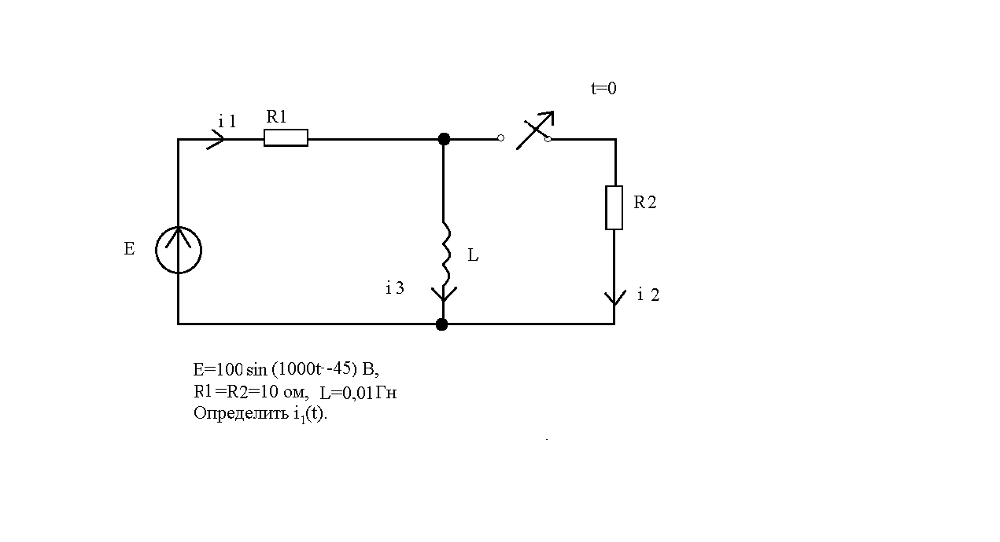 t=0
i 1
R1
R2
E
L
i 3
i 2
E=100 sin (1000t -45) В,
R1=R2=10 ом, L=0,01Гн
Определить i₁(t).